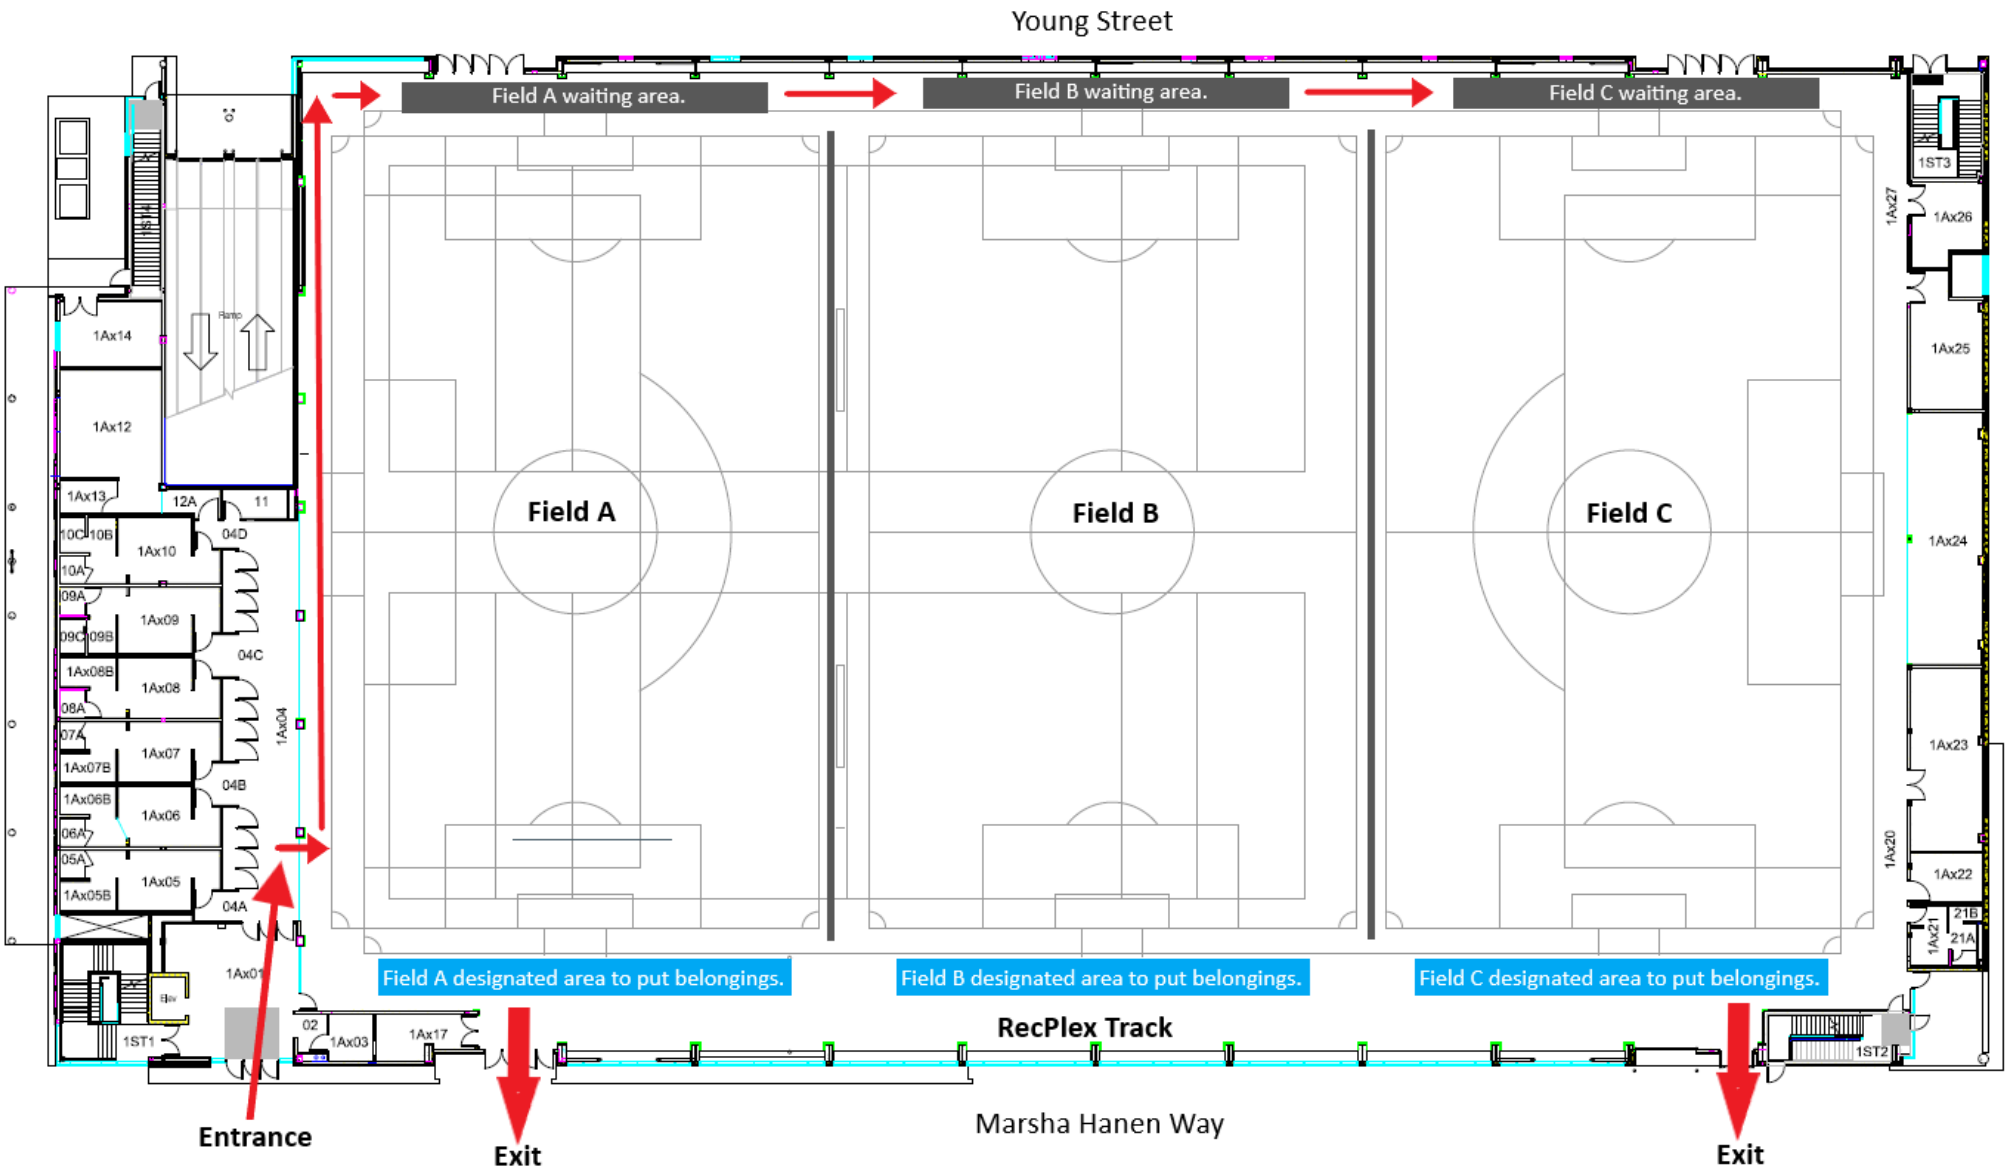 Young Street
Field A waiting area.
Field B waiting area.
Field C waiting area.
1ST4
1ST3
1Ax27
1Ax26
Ramp
1Ax14
1Ax25
1Ax12
1Ax13
12A
11
Field A
Field B
Field C
10C
10B
04D
1Ax10
10A
1Ax24
09A
1Ax09
09C
09B
04C
1Ax08B
1Ax08
08A
1Ax04
07A
1Ax07
1Ax07B
1Ax23
04B
1Ax06B
1Ax06
06A
05A
1Ax20
1Ax05
1Ax05B
1Ax22
04A
21B
1Ax21
21A
1Ax01
Field A designated area to put belongings.
Field B designated area to put belongings.
Field C designated area to put belongings.
Elev
02
1Ax03
1Ax17
RecPlex Track
1ST1
1ST2
Entrance
Marsha Hanen Way
Exit
Exit